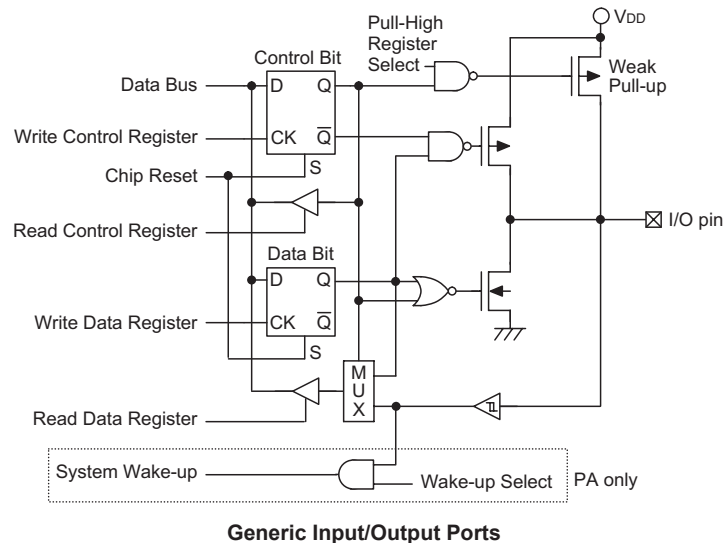 VDD
Pull-High
Register
Select
Control Bit
Weak
Pull-up
Data Bus
D
Q
Write Control Register
CK
Q̅
Chip Reset
S
I/O pin
Read Control Register
Data Bit
D
Q
Write Data Register
CK
Q̅
S
M
U
X
Read Data Register
System Wake-up
Wake-up Select
PA only
Generic Input/Output Ports